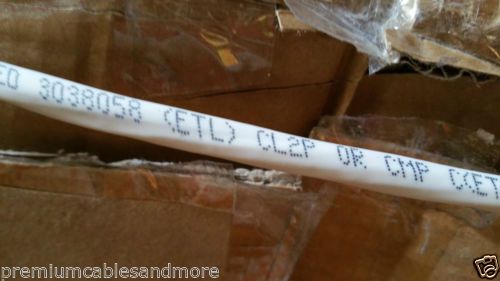 ED 3038058 (ETL) CL2P OR CMP C(ET
premiumcablesandmore